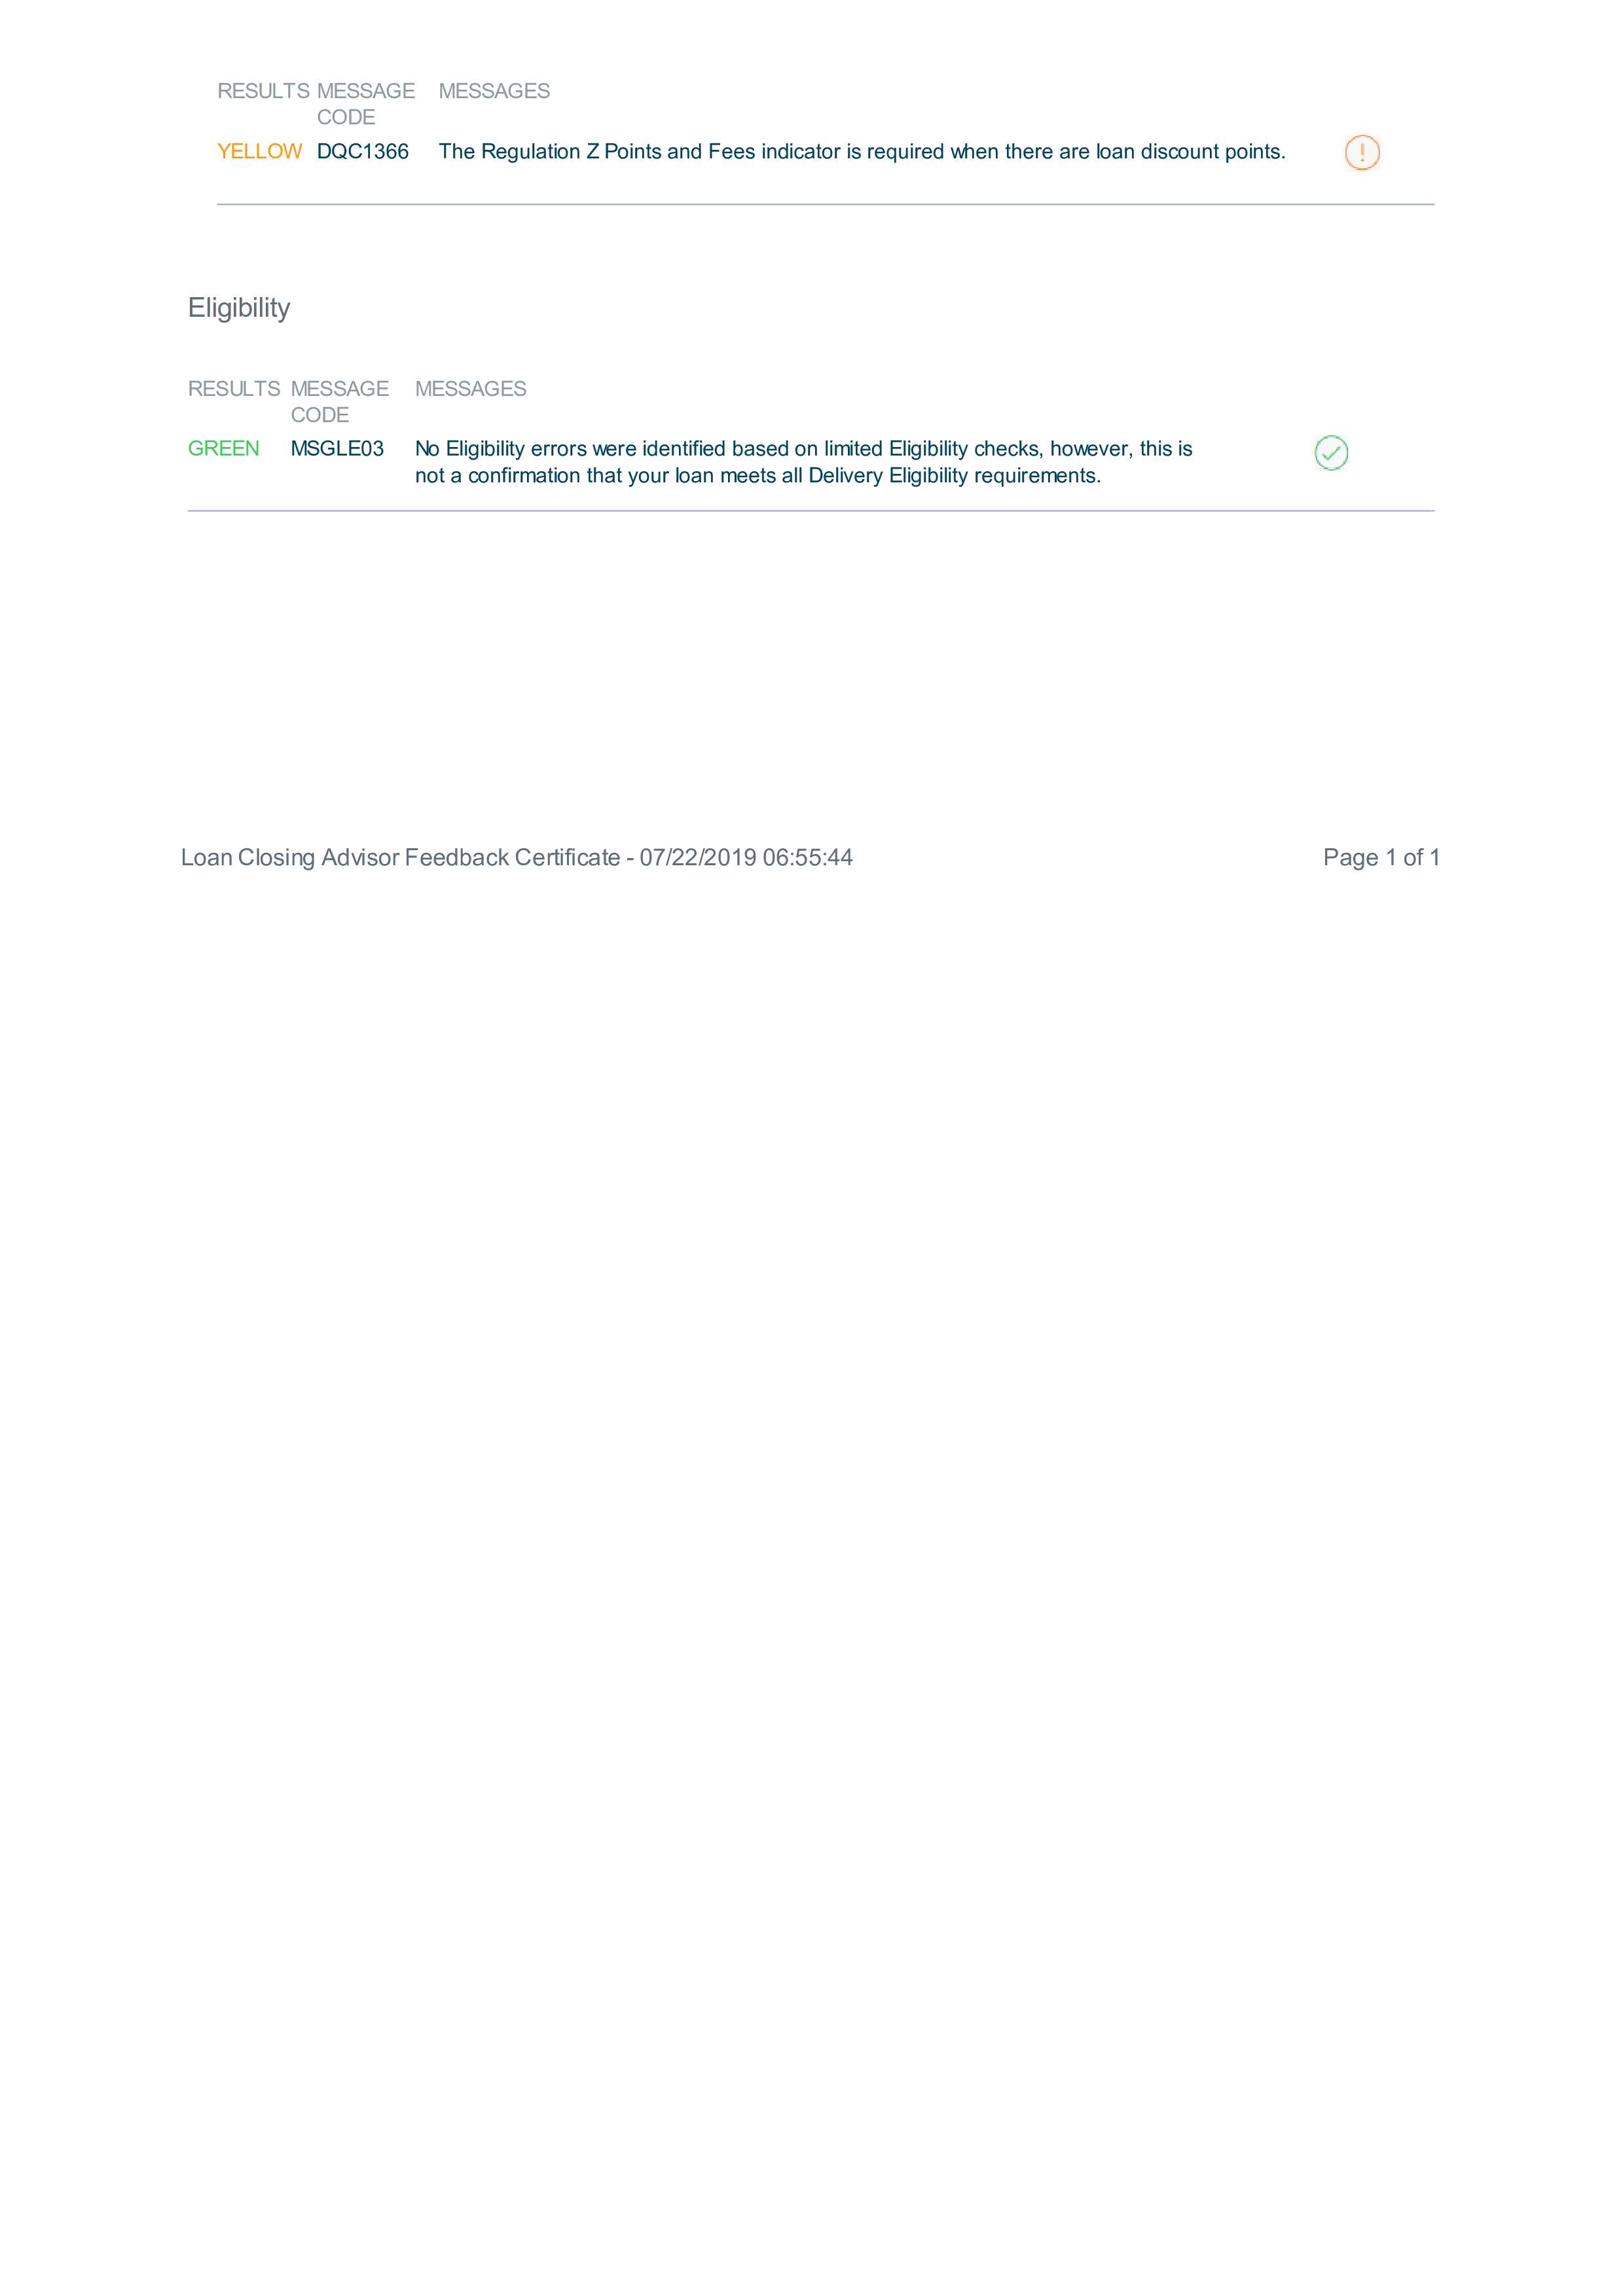 RESULTS MESSAGE CODE MESSAGES
YELLOW DQC1366 The Regulation Z Points and Fees indicator is required when there are loan discount points.
Eligibility
RESULTS MESSAGE CODE MESSAGES
GREEN MSGLE03 No Eligibility errors were identified based on limited Eligibility checks, however, this is
not a confirmation that your loan meets all Delivery Eligibility requirements.
Loan Closing Advisor Feedback Certificate - 07/22/2019 06:55:44 Page 1 of 1